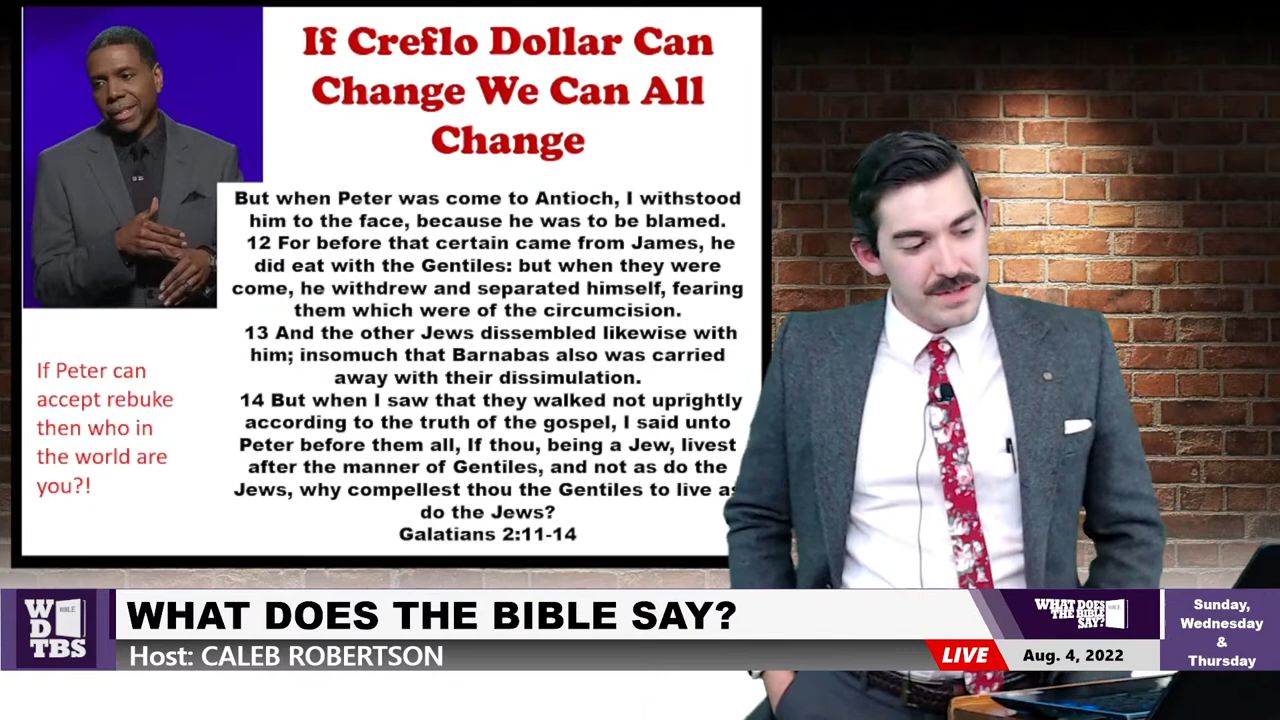 If Creflo Dollar Can
Change We Can All
Change
But when Peter was come to Antioch, I withstood
him to the face, because he was to be blamed.
12 For before that certain came from James, he
did eat with the Gentiles: but when they were
come, he withdrew and separated himself, fearing
them which were of the circumcision.
13 And the other Jews dissembled likewise with
him; insomuch that Barnabas also was carried
away with their dissimulation.
14 But when I saw that they walked not uprightly
according to the truth of the gospel, I said unto
Peter before them all, If thou, being a Jew, livest
after the manner of Gentiles, and not as do the
Jews, why compellest thou the Gentiles to live as
do the Jews?
Galatians 2:11-14
If Peter can
accept rebuke
then who in
the world are
you?!
W
D
TBS
BIBLE
WHAT DOES THE BIBLE SAY?
Host: CALEB ROBERTSON
WHAT DOES
THE BIBLE
SAY?
LIVE
Aug. 4, 2022
Sunday,
Wednesday
&
Thursday